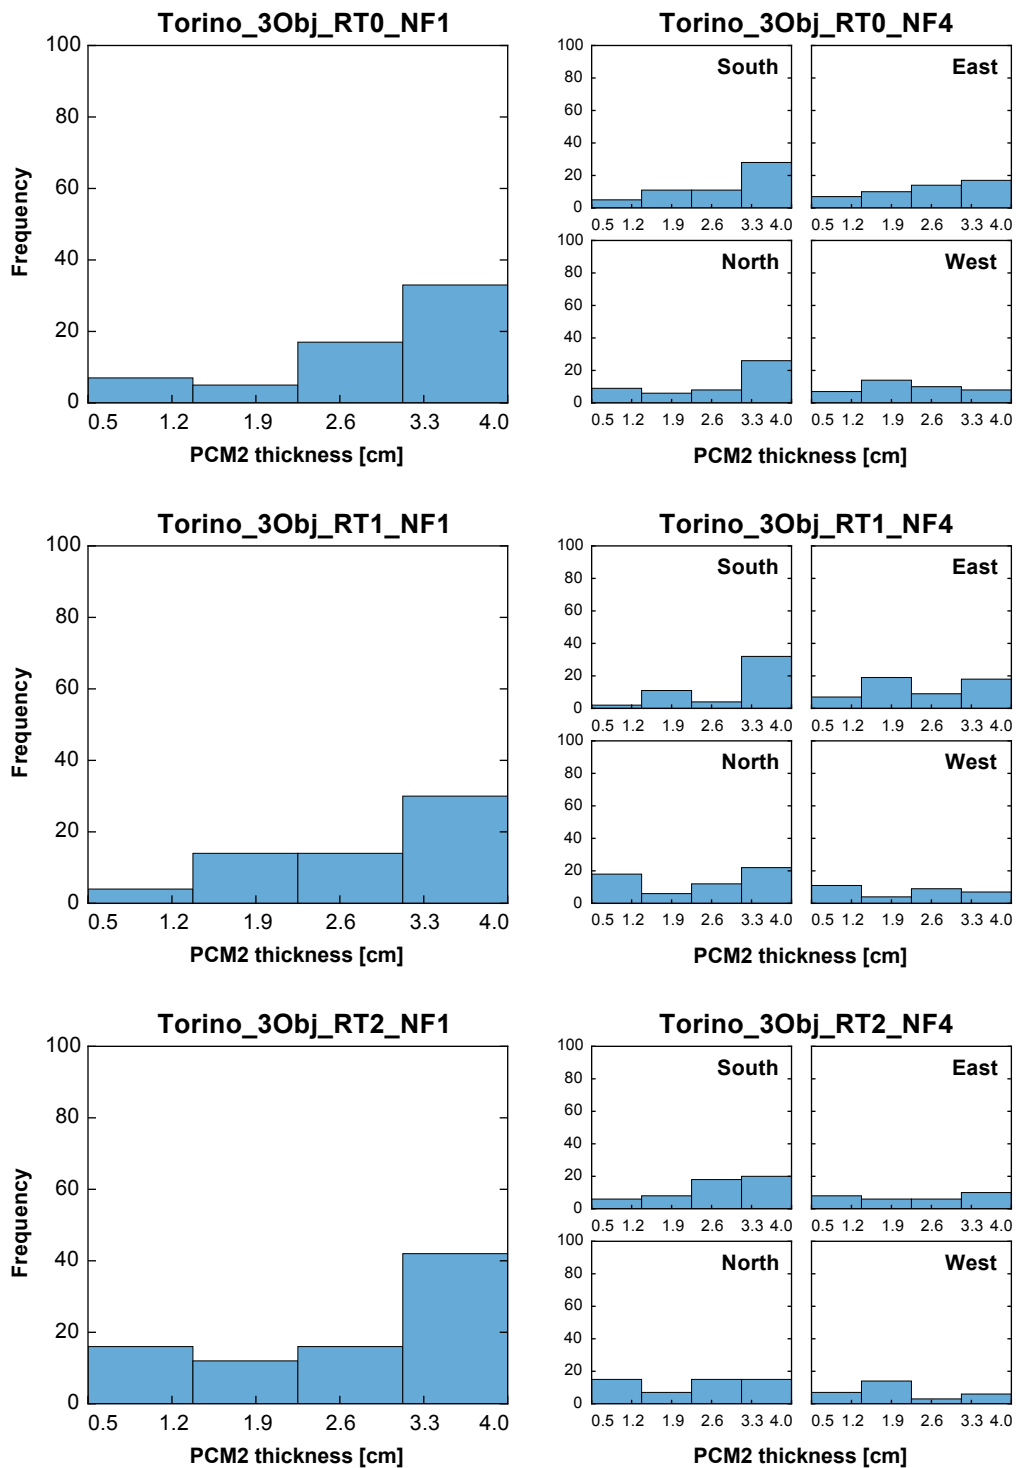 Torino_3Obj_RT0_NF1
100
80
60
40
20
0
Frequency
0.5 1.2 1.9 2.6 3.3 4.0
PCM2 thickness [cm]
Torino_3Obj_RT0_NF4
100
80
60
40
20
0
South
0.5 1.2 1.9 2.6 3.3 4.0
East
0.5 1.2 1.9 2.6 3.3 4.0
100
80
60
40
20
0
North
0.5 1.2 1.9 2.6 3.3 4.0
West
0.5 1.2 1.9 2.6 3.3 4.0
PCM2 thickness [cm]
Torino_3Obj_RT1_NF1
100
80
60
40
20
0
Frequency
0.5 1.2 1.9 2.6 3.3 4.0
PCM2 thickness [cm]
Torino_3Obj_RT1_NF4
100
80
60
40
20
0
South
0.5 1.2 1.9 2.6 3.3 4.0
East
0.5 1.2 1.9 2.6 3.3 4.0
100
80
60
40
20
0
North
0.5 1.2 1.9 2.6 3.3 4.0
West
0.5 1.2 1.9 2.6 3.3 4.0
PCM2 thickness [cm]
Torino_3Obj_RT2_NF1
100
80
60
40
20
0
Frequency
0.5 1.2 1.9 2.6 3.3 4.0
PCM2 thickness [cm]
Torino_3Obj_RT2_NF4
100
80
60
40
20
0
South
0.5 1.2 1.9 2.6 3.3 4.0
East
0.5 1.2 1.9 2.6 3.3 4.0
100
80
60
40
20
0
North
0.5 1.2 1.9 2.6 3.3 4.0
West
0.5 1.2 1.9 2.6 3.3 4.0
PCM2 thickness [cm]